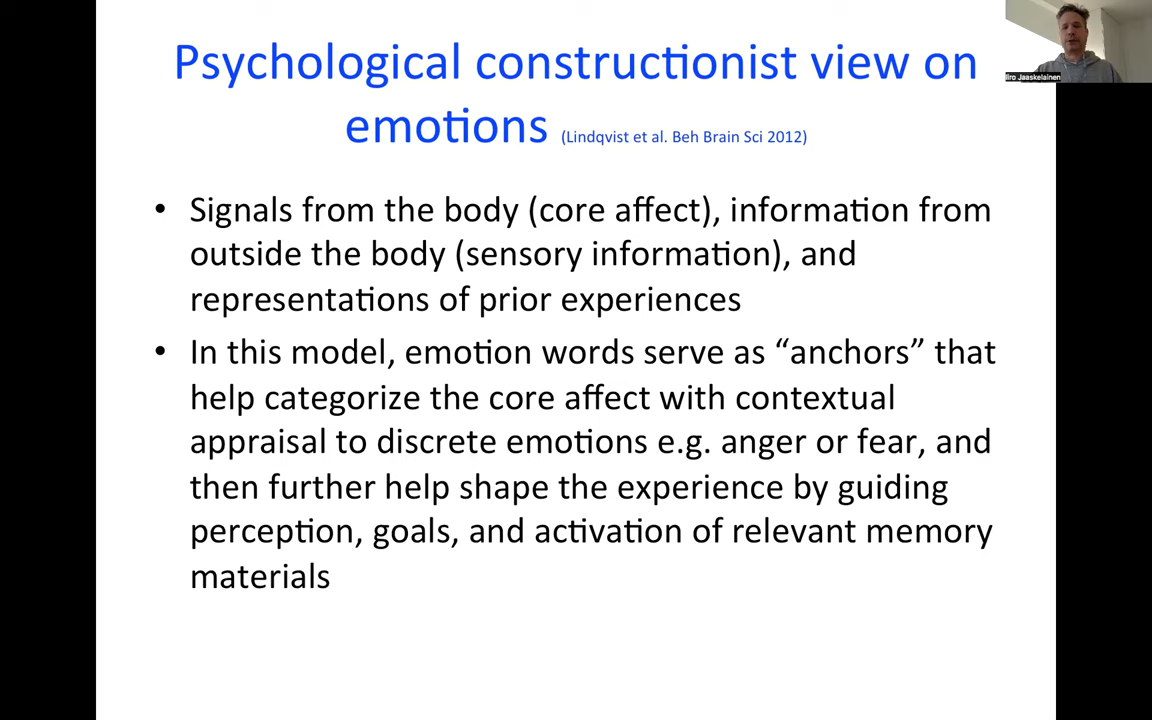 Psychological constructionist view on
emotions (Lindqvist et al. Beh Brain Sci 2012)
• Signals from the body (core affect), information from
outside the body (sensory information), and
representations of prior experiences
• In this model, emotion words serve as “anchors” that
help categorize the core affect with contextual
appraisal to discrete emotions e.g. anger or fear, and
then further help shape the experience by guiding
perception, goals, and activation of relevant memory
materials
Iiro Jaaskelainen